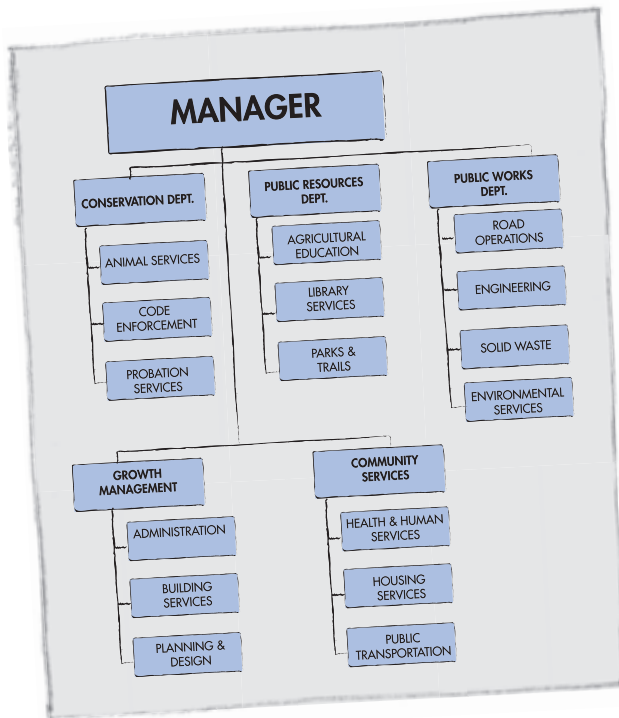 MANAGER
CONSERVATION DEPT.
ANIMAL SERVICES
CODE
ENFORCEMENT
PROBATION
SERVICES
PUBLIC RESOURCES
DEPT.
AGRICULTURAL
EDUCATION
LIBRARY
SERVICES
PARKS &
TRAILS
PUBLIC WORKS
DEPT.
ROAD
OPERATIONS
ENGINEERING
SOLID WASTE
ENVIRONMENTAL
SERVICES
GROWTH
MANAGEMENT
ADMINISTRATION
BUILDING
SERVICES
PLANNING &
DESIGN
COMMUNITY
SERVICES
HEALTH & HUMAN
SERVICES
HOUSING
SERVICES
PUBLIC
TRANSPORTATION